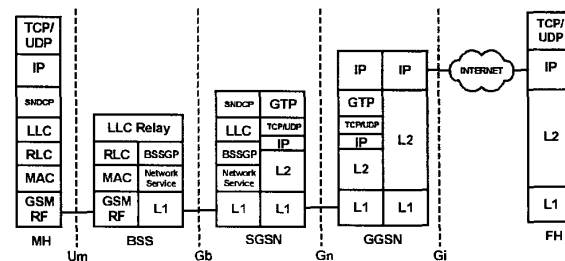 TCP/
UDP
IP
SNDCP
LLC
RLC
MAC
GSM
RF
MH
Um
LLC Relay
RLC
BSSGP
MAC
Network
Service
GSM
RF
L1
BSS
Gb
SNDCP
GTP
LLC
TCP/UDP
IP
BSSGP
L2
Network
Service
L1
L1
SGSN
Gn
IP
IP
GTP
TCP/UDP
IP
L2
L2
L1
L1
GGSN
Gi
INTERNET
TCP/
UDP
IP
L2
L1
FH